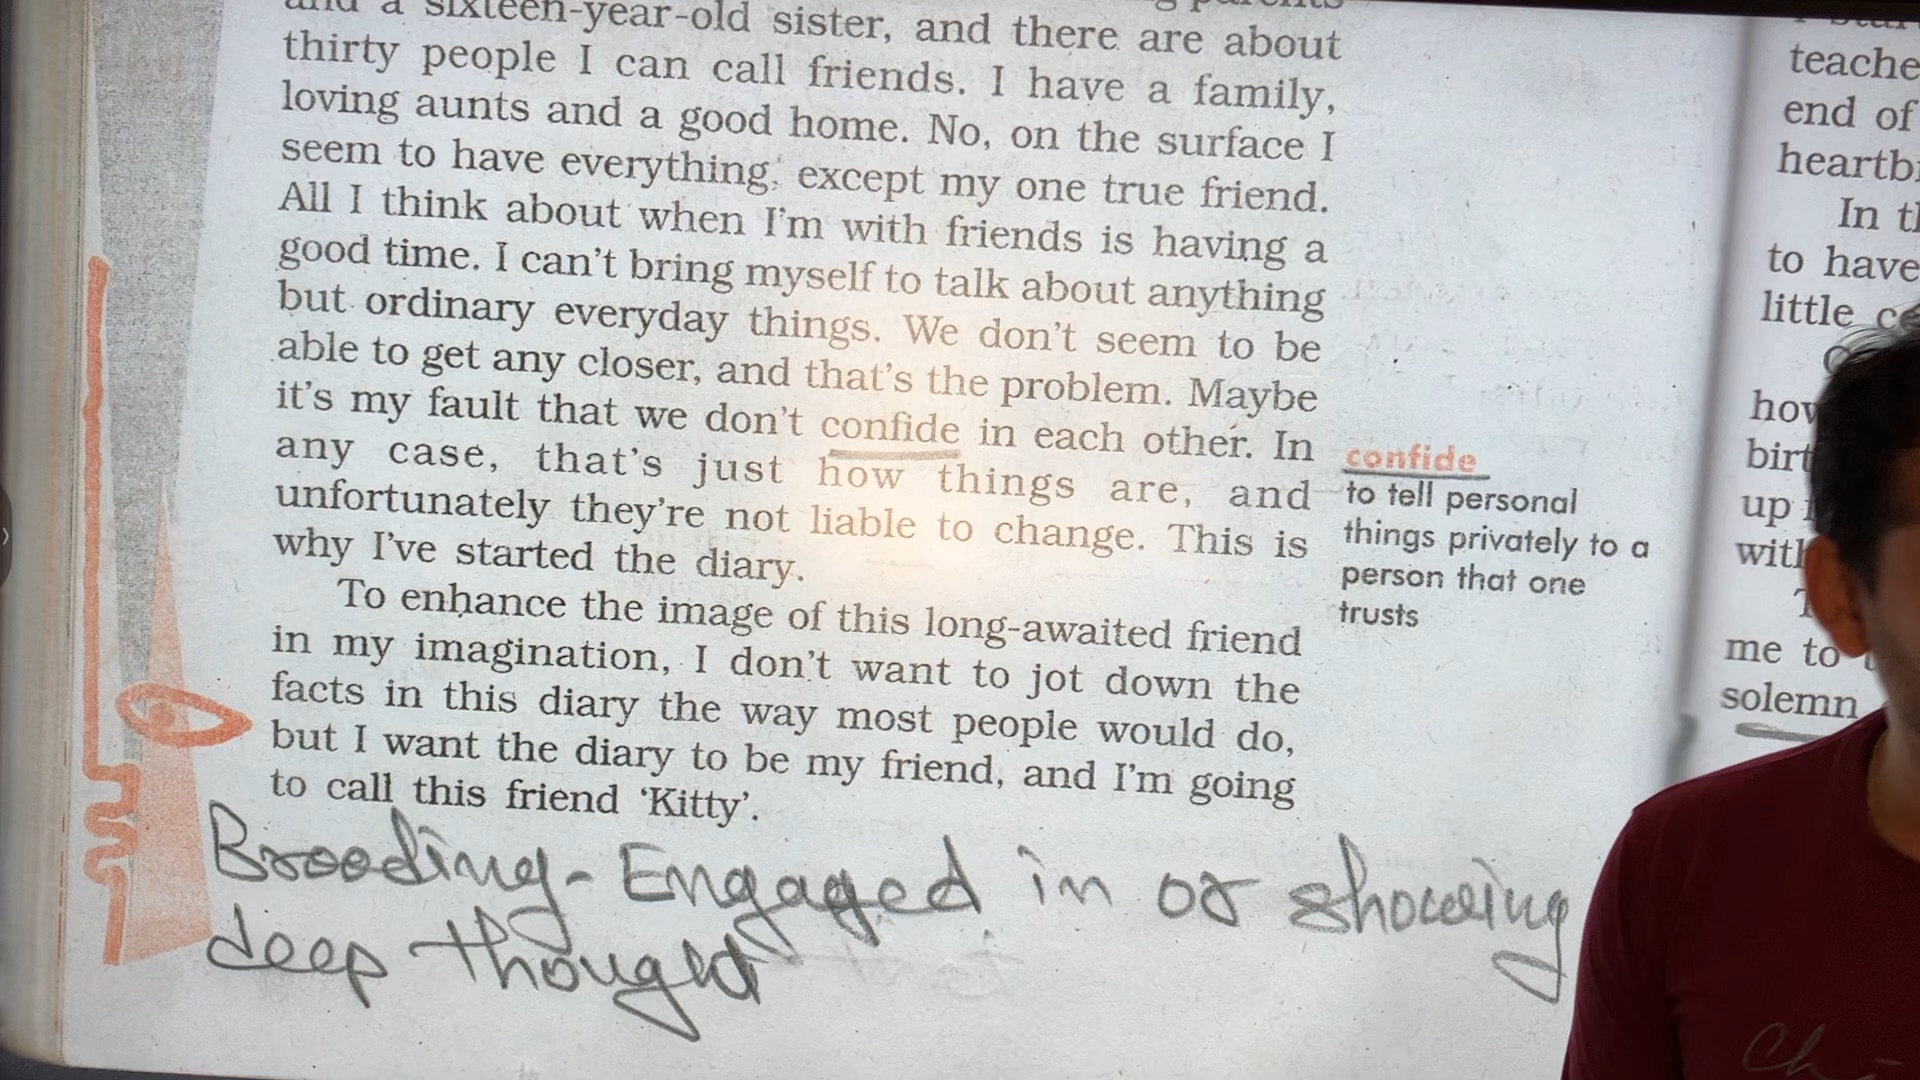 and a sixteen-year-old sister, and there are about
thirty people I can call friends. I have a family,
loving aunts and a good home. No, on the surface I
seem to have everything, except my one true friend.
All I think about when I'm with friends is having a
good time. I can't bring myself to talk about anything
but ordinary everyday things. We don't seem to be
able to get any closer, and that's the problem. Maybe
it's my fault that we don't confide in each other. In
any case, that's just how things are, and
unfortunately they're not liable to change. This is
why I've started the diary.
To enhance the image of this long-awaited friend
in my imagination, I don't want to jot down the
facts in this diary the way most people would do,
but I want the diary to be my friend, and I'm going
to call this friend ‘Kitty’.
confide
to tell personal
things privately to a
person that one
trusts
Brooding - Engaged in or showing
deep thought
teache
end of
heartb
In t
to have
little ce
how
birt
up
with
me to
solemn